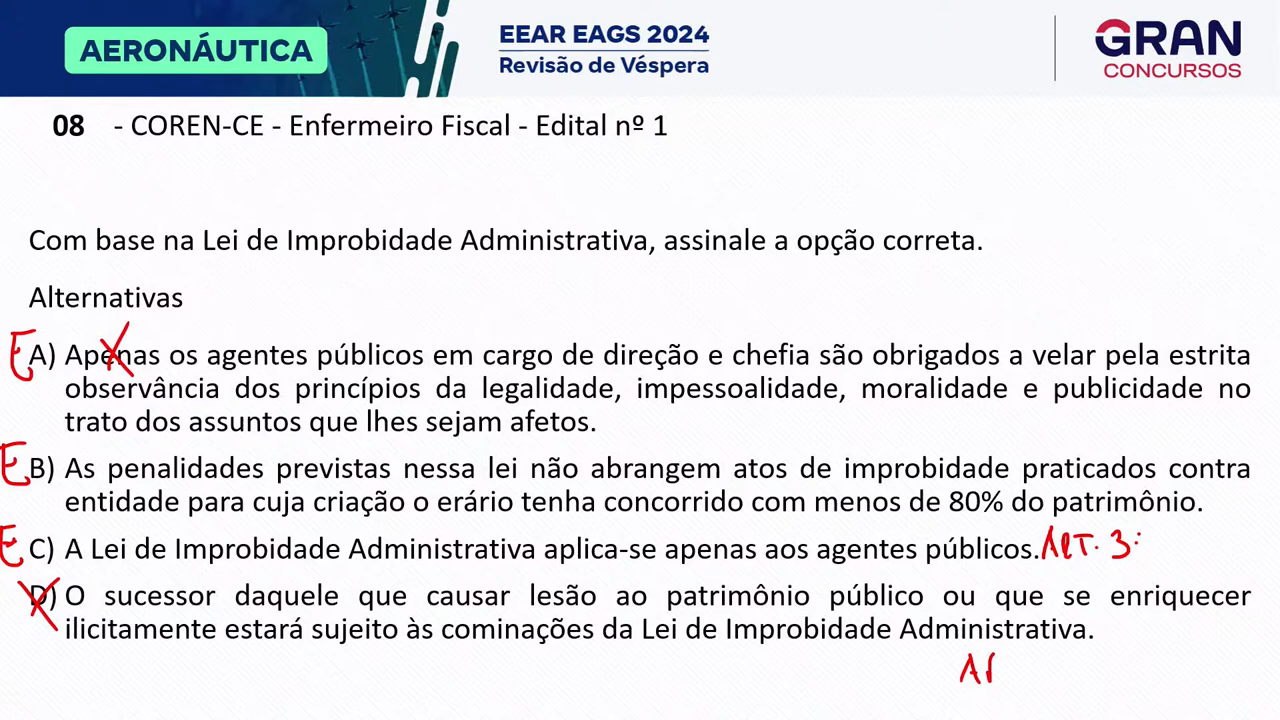 AERONÁUTICA
EEAR EAGS 2024
Revisão de Véspera
GRAN
CONCURSOS
08 - COREN-CE - Enfermeiro Fiscal - Edital nº 1
Com base na Lei de Improbidade Administrativa, assinale a opção correta.
Alternativas
E A) Apenas os agentes públicos em cargo de direção e chefia são obrigados a velar pela estrita
observância dos princípios da legalidade, impessoalidade, moralidade e publicidade no
trato dos assuntos que lhes sejam afetos.
E B) As penalidades previstas nessa lei não abrangem atos de improbidade praticados contra
entidade para cuja criação o erário tenha concorrido com menos de 80% do patrimônio.
E C) A Lei de Improbidade Administrativa aplica-se apenas aos agentes públicos. ART. 3:
D) O sucessor daquele que causar lesão ao patrimônio público ou que se enriquecer
ilicitamente estará sujeito às cominações da Lei de Improbidade Administrativa.